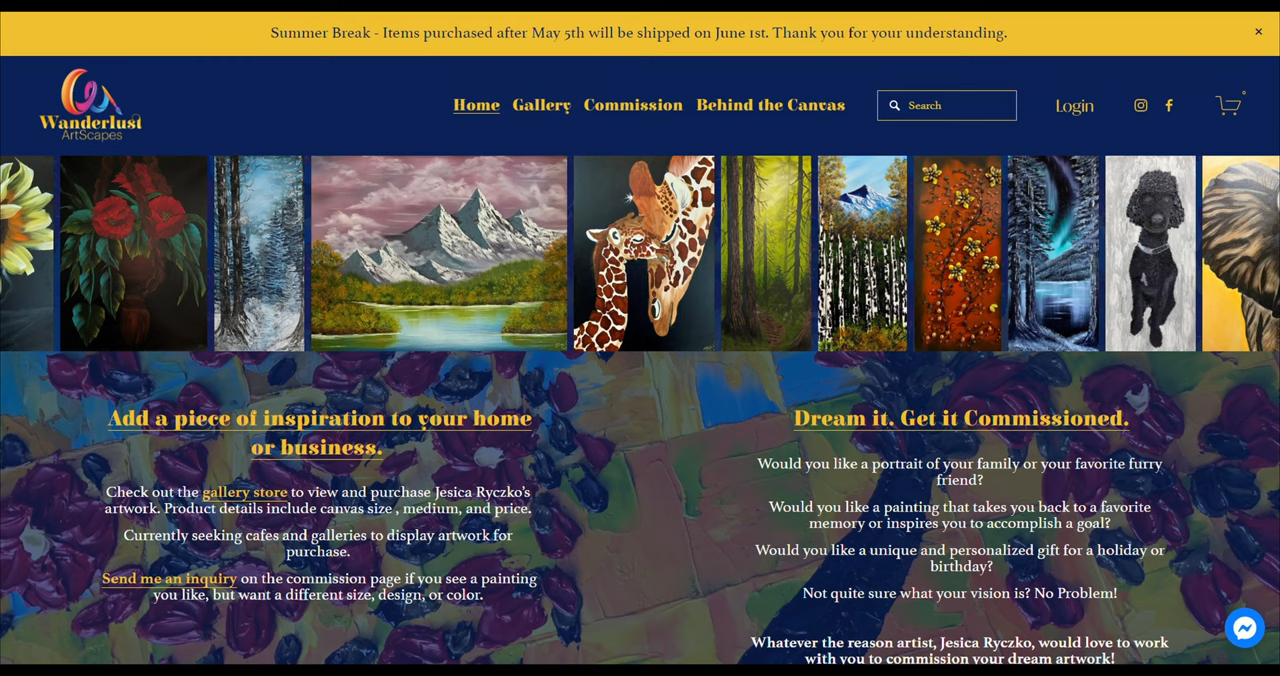 Summer Break - Items purchased after May 5th will be shipped on June 1st. Thank you for your understanding.
Wanderlust
ArtScapes
Home Gallery Commission Behind the Canvas
Search
Login
0
Add a piece of inspiration to your home
or business.
Check out the gallery store to view and purchase Jesica Ryczko's
artwork. Product details include canvas size , medium, and price.
Currently seeking cafes and galleries to display artwork for
purchase.
Send me an inquiry on the commission page if you see a painting
you like, but want a different size, design, or color.
Dream it. Get it Commissioned.
Would you like a portrait of your family or your favorite furry
friend?
Would you like a painting that takes you back to a favorite
memory or inspires you to accomplish a goal?
Would you like a unique and personalized gift for a holiday or
birthday?
Not quite sure what your vision is? No Problem!
Whatever the reason artist, Jesica Ryczko, would love to work
with you to commission your dream artwork!